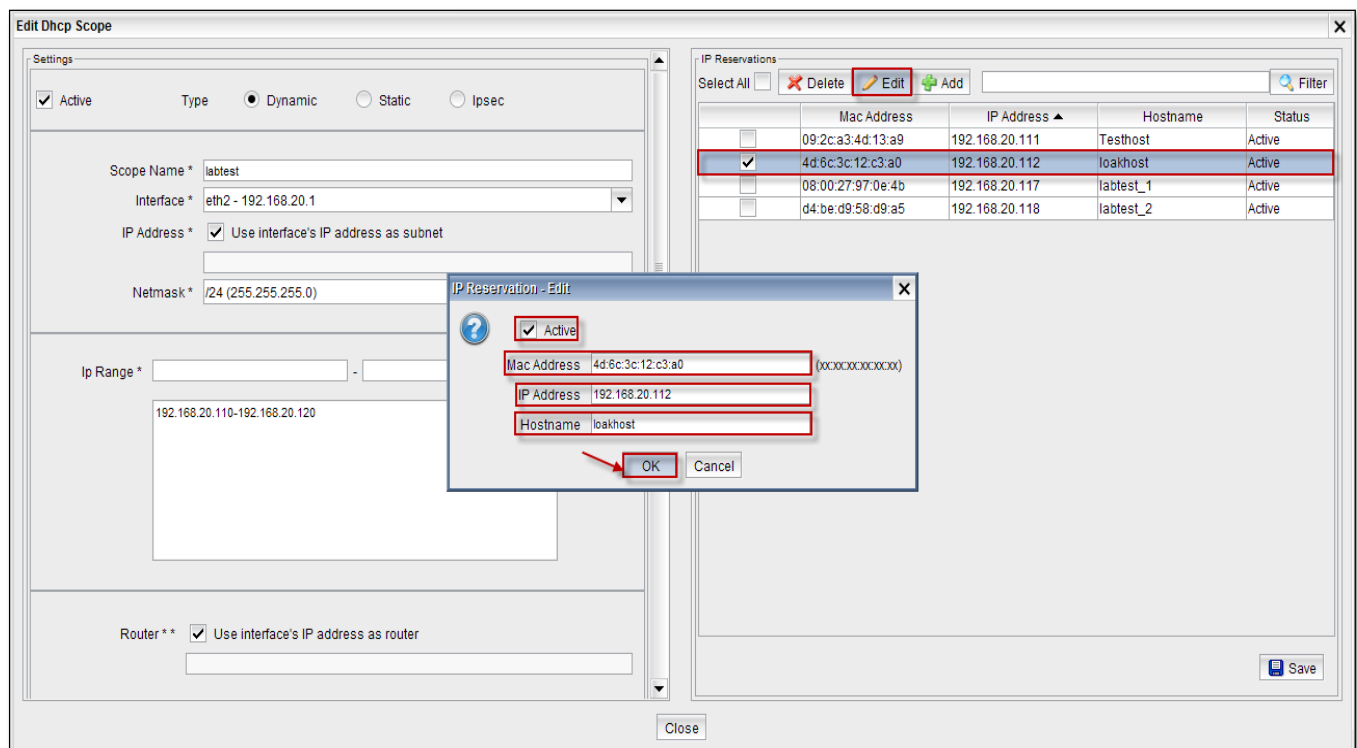 Edit Dhcp Scope
Settings
Active Type Dynamic Static Ipsec
Scope Name * labtest
Interface * eth2 - 192.168.20.1
IP Address * Use interface's IP address as subnet
Netmask * /24 (255.255.255.0)
Ip Range * -
192.168.20.110-192.168.20.120
Router * * Use interface's IP address as router
IP Reservations
Select All Delete Edit Add Filter
Mac Address IP Address Hostname Status
09:2c:a3:4d:13:a9 192.168.20.111 Testhost Active
4d:6c:3c:12:c3:a0 192.168.20.112 loakhost Active
08:00:27:97:0e:4b 192.168.20.117 labtest_1 Active
d4:be:d9:58:d9:a5 192.168.20.118 labtest_2 Active
IP Reservation - Edit
Active
Mac Address 4d:6c:3c:12:c3:a0 (xx:xx:xx:xx:xx:xx)
IP Address 192.168.20.112
Hostname loakhost
OK Cancel
Save
Close